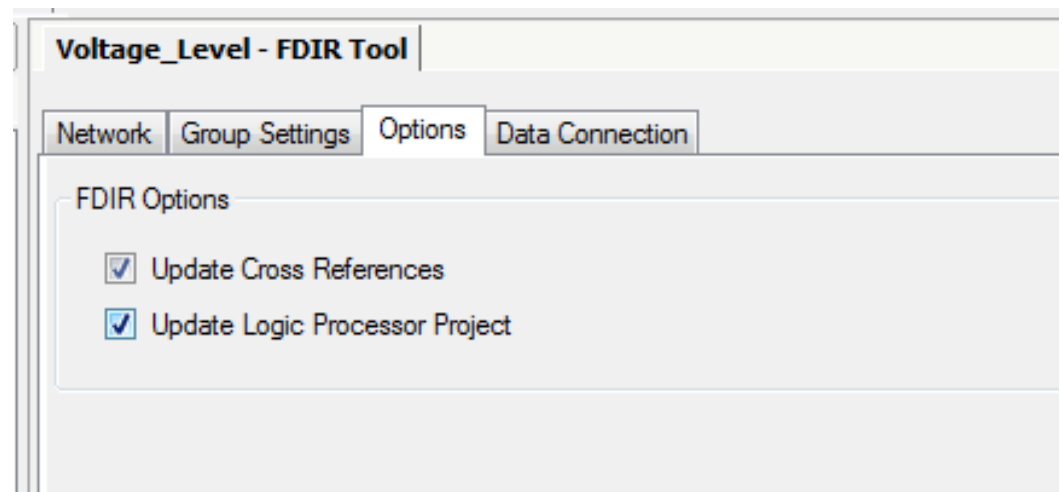 Voltage_Level - FDIR Tool
Network Group Settings Options Data Connection
FDIR Options
Update Cross References
Update Logic Processor Project